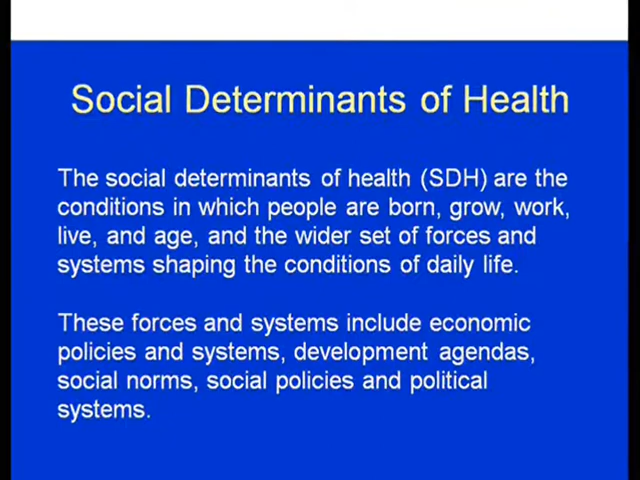 Social Determinants of Health
The social determinants of health (SDH) are the
conditions in which people are born, grow, work,
live, and age, and the wider set of forces and
systems shaping the conditions of daily life.
These forces and systems include economic
policies and systems, development agendas,
social norms, social policies and political
systems.